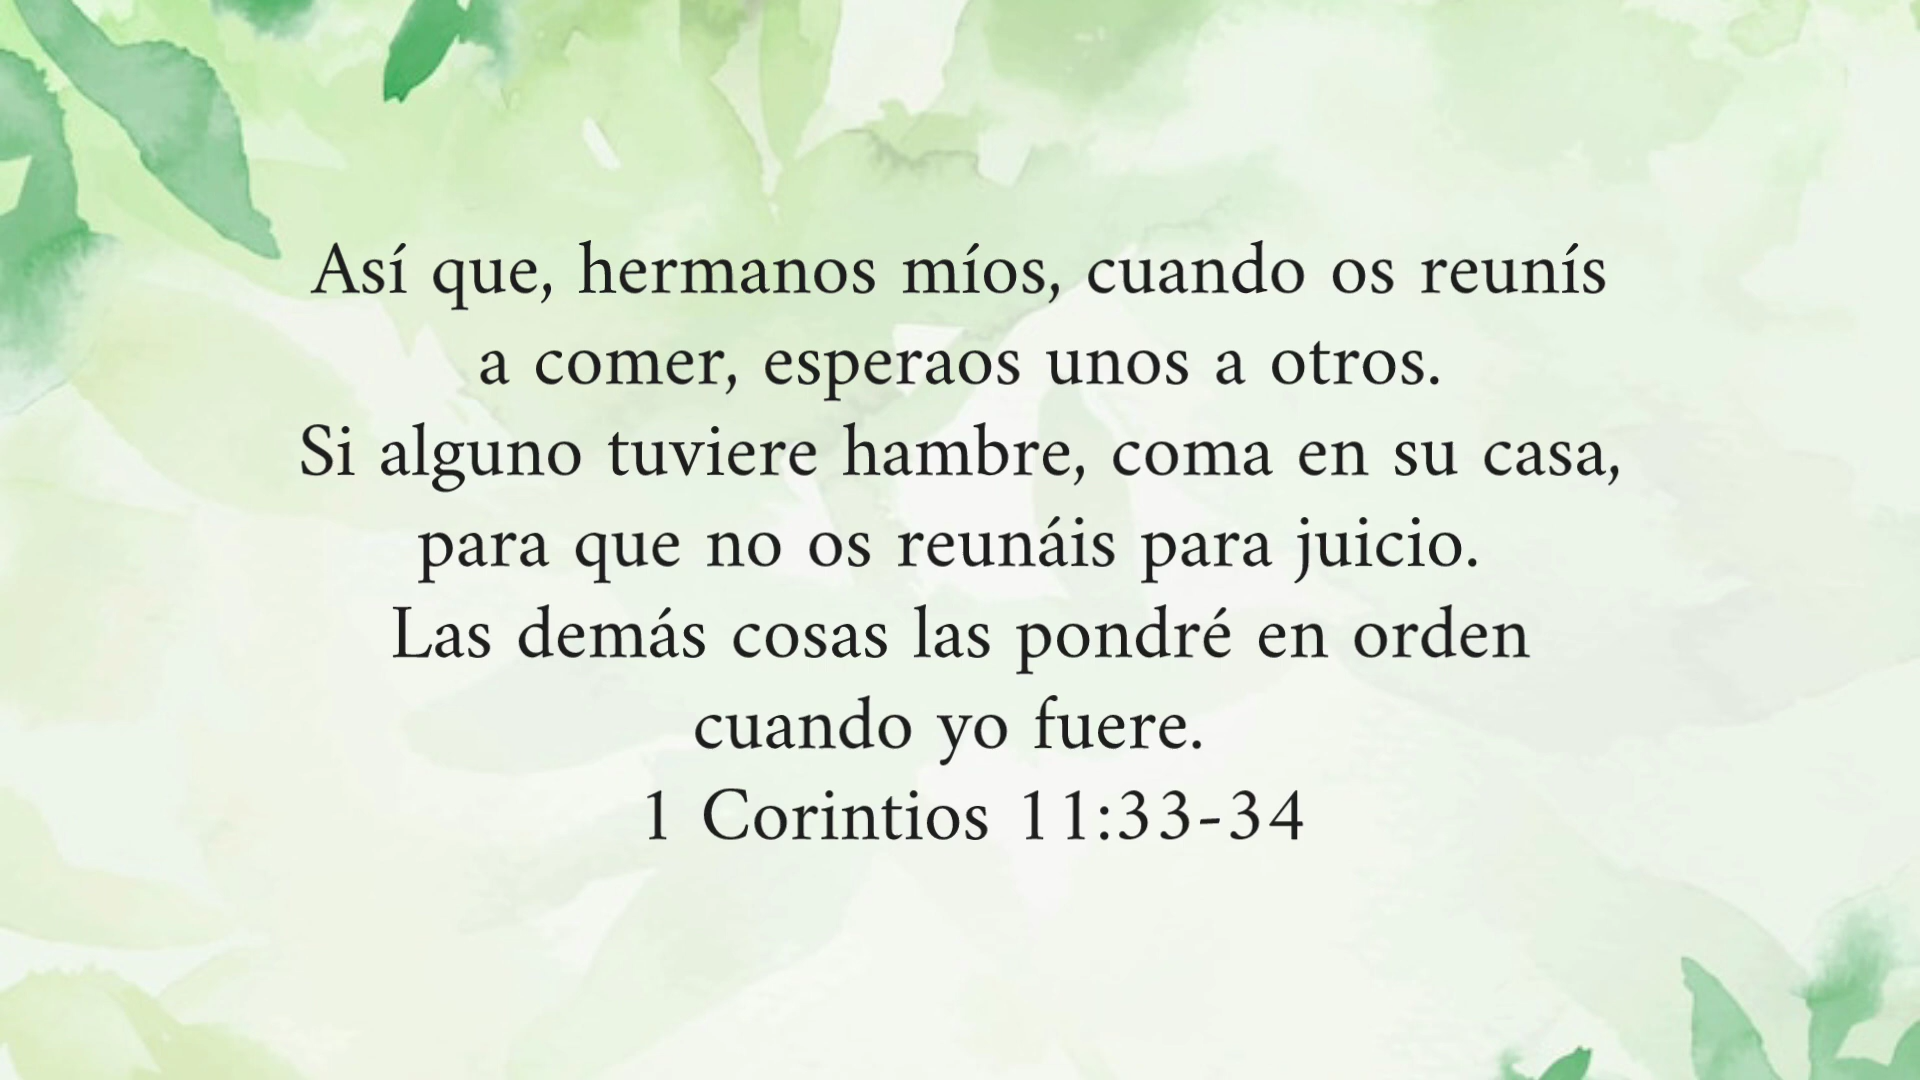 Así que, hermanos míos, cuando os reunís
a comer, esperaos unos a otros.
Si alguno tuviere hambre, coma en su casa,
para que no os reunáis para juicio.
Las demás cosas las pondré en orden
cuando yo fuere.
1 Corintios 11:33-34